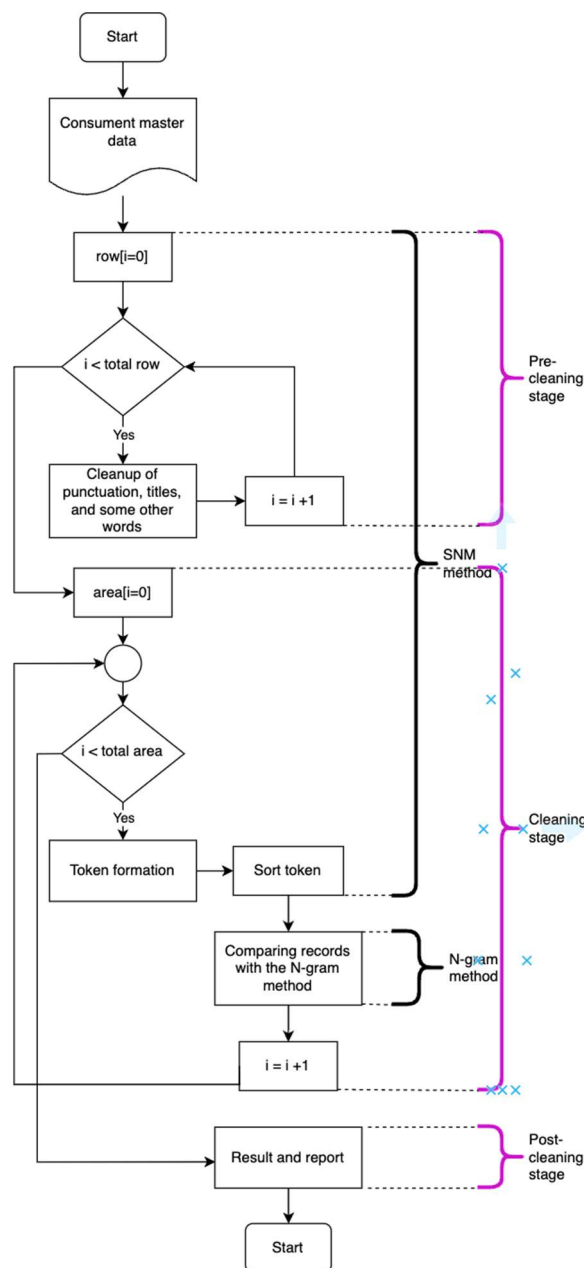 Start
Consument master
data
row[i=0]
i < total row
Yes
Cleanup of
punctuation, titles,
and some other
words
i = i +1
Pre-
cleaning
stage
SNM
method
area[i=0]
i < total area
Yes
Token formation
Sort token
Cleaning
stage
Comparing records
with the N-gram
method
N-gram
method
i = i +1
Result and report
Post-
cleaning
stage
Start